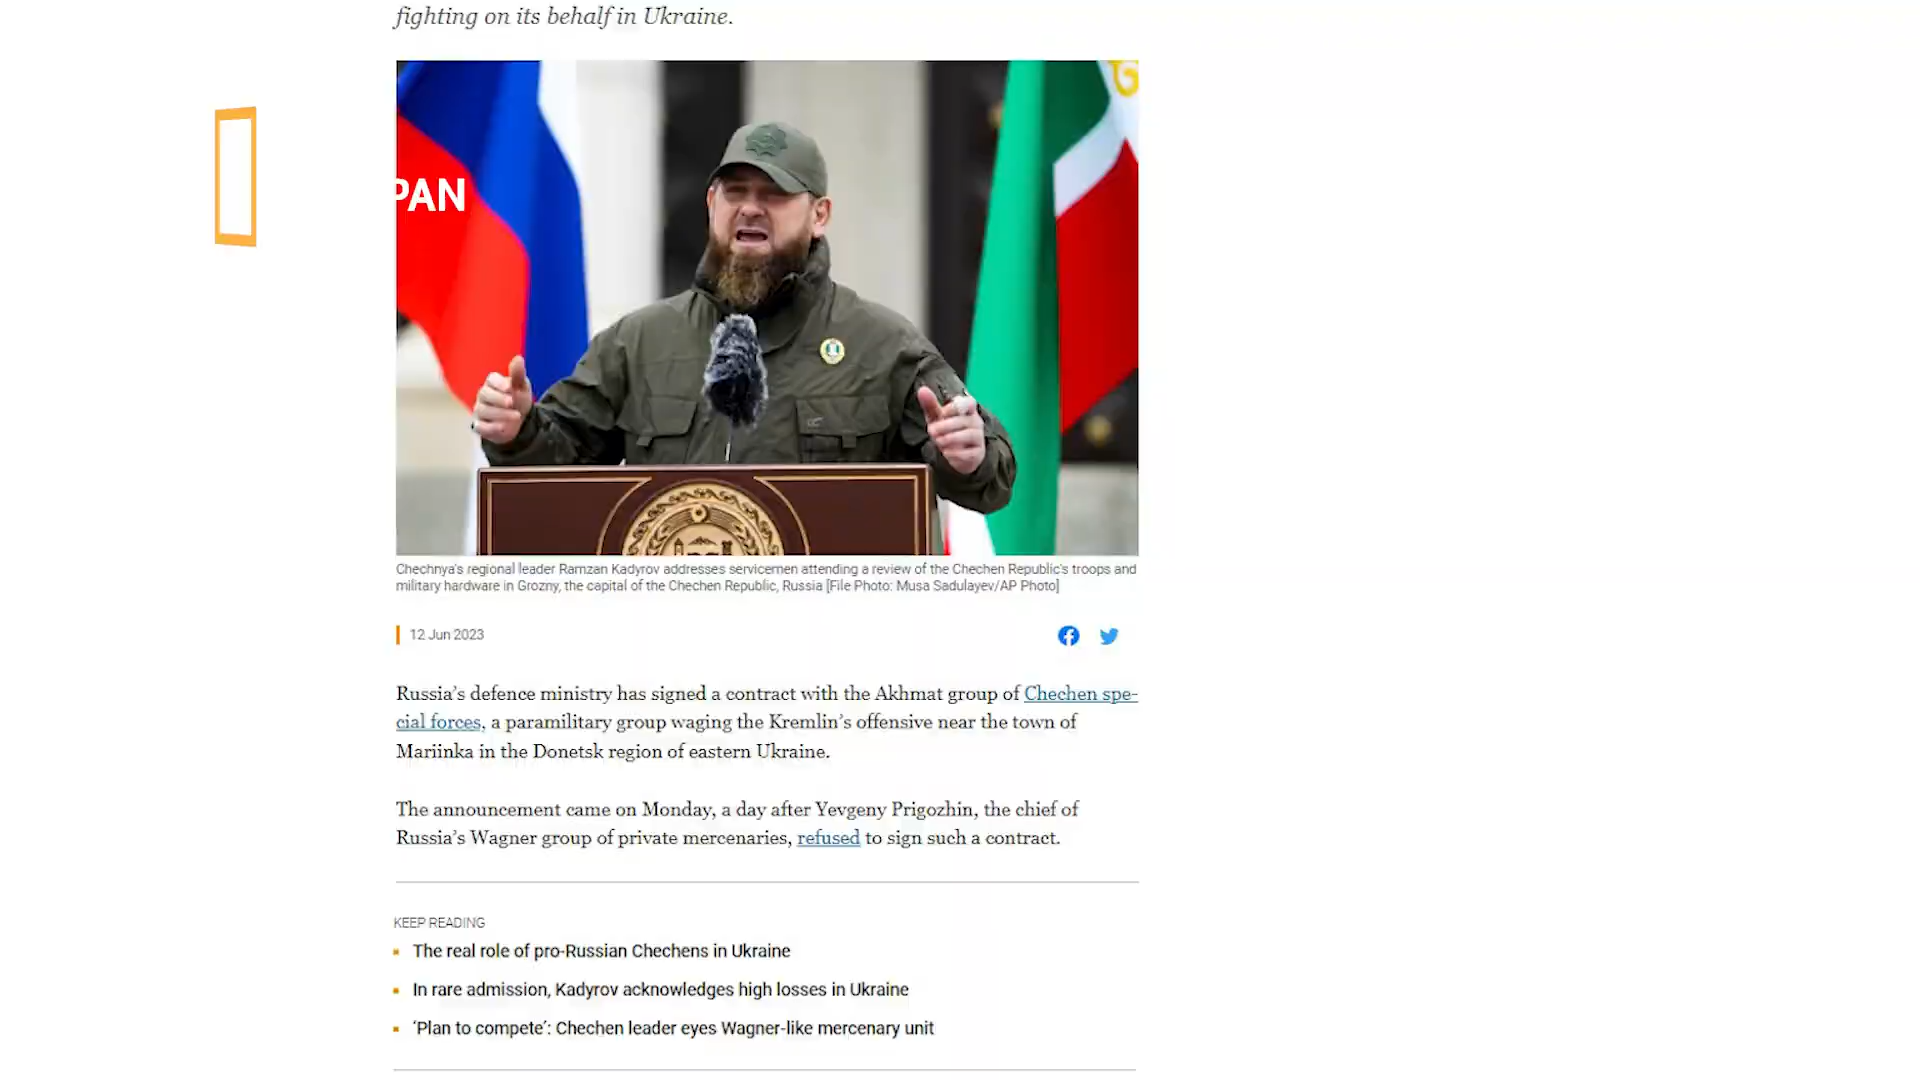 fighting on its behalf in Ukraine.
PAN
Chechnya's regional leader Ramzan Kadyrov addresses servicemen attending a review of the Chechen Republic's troops and
military hardware in Grozny, the capital of the Chechen Republic, Russia [File Photo: Musa Sadulayev/AP Photo]
12 Jun 2023
Russia’s defence ministry has signed a contract with the Akhmat group of Chechen spe-
cial forces, a paramilitary group waging the Kremlin’s offensive near the town of
Mariinka in the Donetsk region of eastern Ukraine.
The announcement came on Monday, a day after Yevgeny Prigozhin, the chief of
Russia’s Wagner group of private mercenaries, refused to sign such a contract.
KEEP READING
The real role of pro-Russian Chechens in Ukraine
In rare admission, Kadyrov acknowledges high losses in Ukraine
‘Plan to compete’: Chechen leader eyes Wagner-like mercenary unit